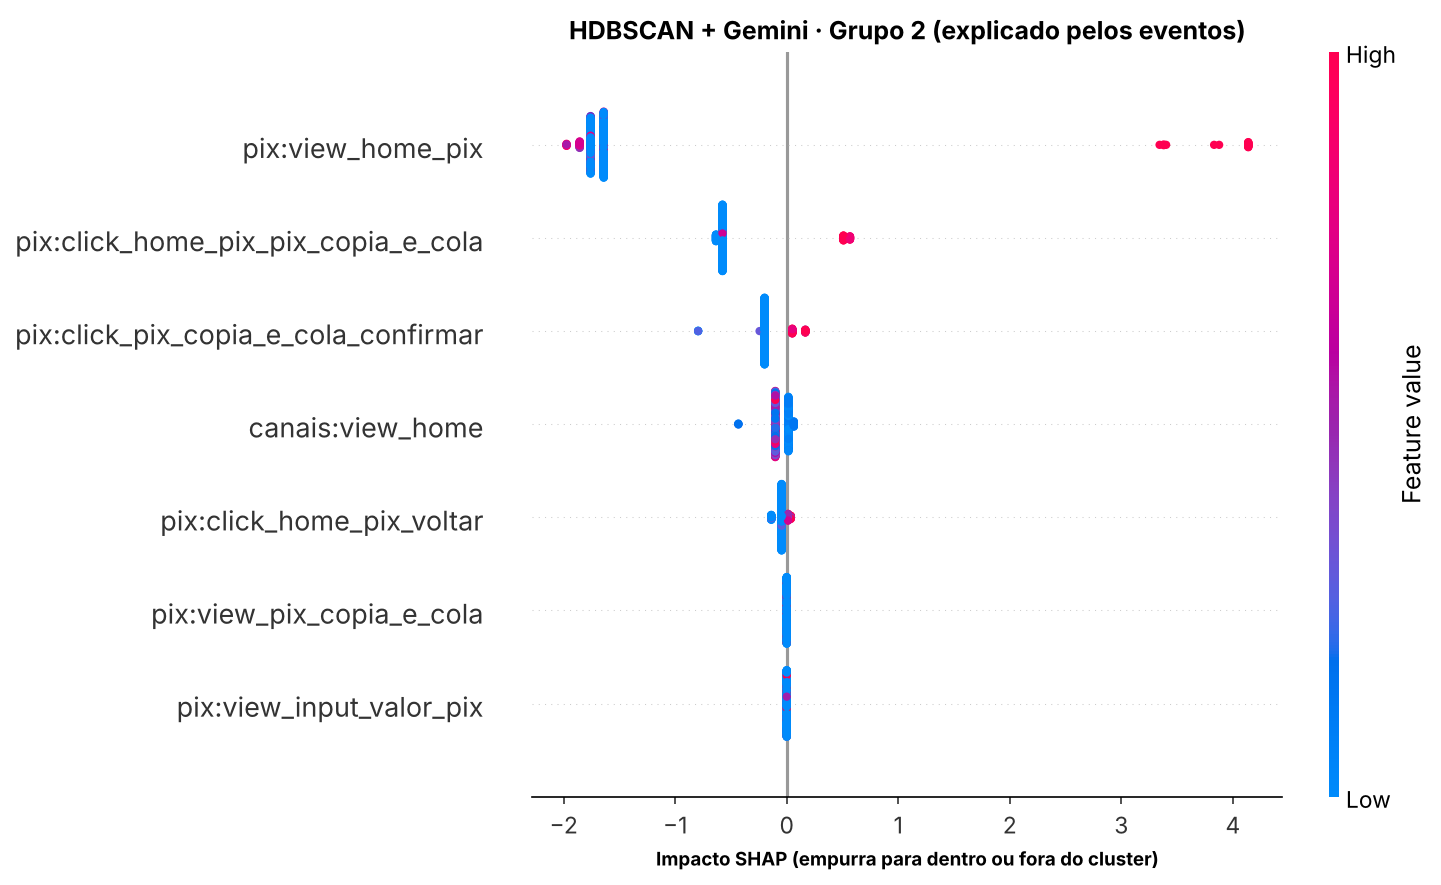 HDBSCAN + Gemini · Grupo 2 (explicado pelos eventos)
High
pix:view_home_pix
pix:click_home_pix_pix_copia_e_cola
pix:click_pix_copia_e_cola_confirmar
canais:view_home
pix:click_home_pix_voltar
pix:view_pix_copia_e_cola
pix:view_input_valor_pix
Feature value
Low
−2 −1 0 1 2 3 4
Impacto SHAP (empurra para dentro ou fora do cluster)